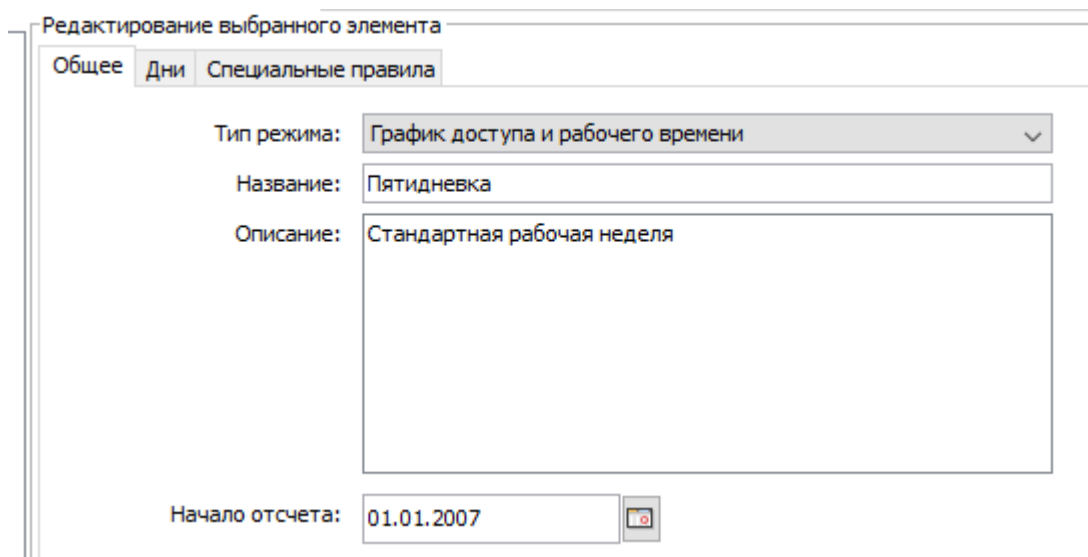 Редактирование выбранного элемента
Общее Дни Специальные правила
Тип режима: График доступа и рабочего времени
Название: Пятидневка
Описание: Стандартная рабочая неделя
Начало отсчета: 01.01.2007